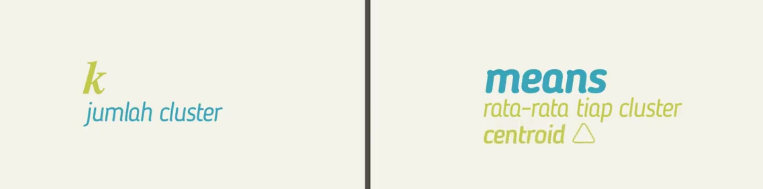 k
jumlah cluster
means
rata-rata tiap cluster
centroid